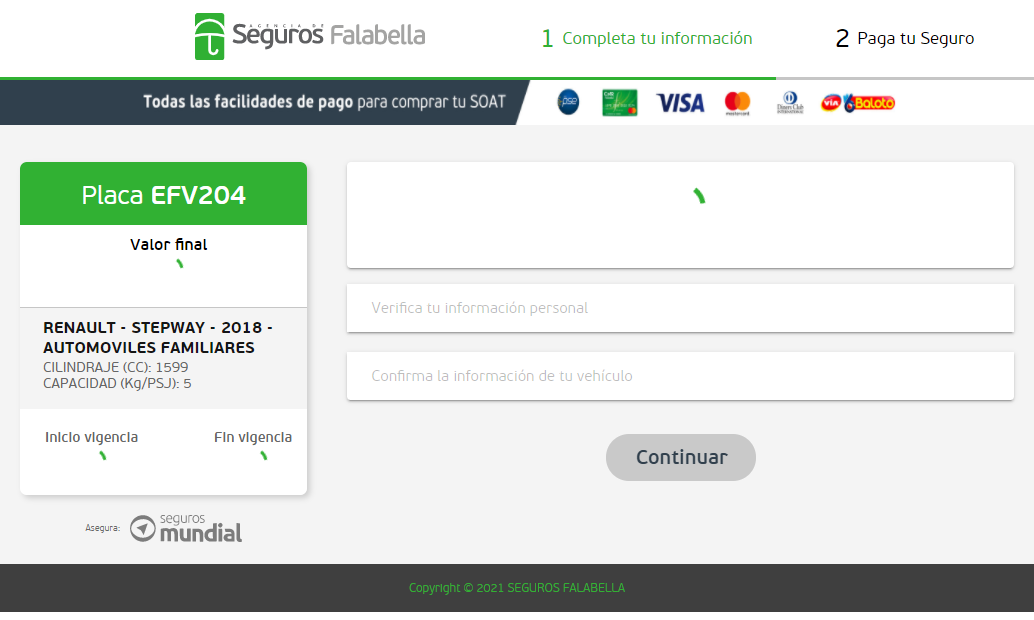 AGENCIA DE
Seguros Falabella
1 Completa tu información
2 Paga tu Seguro
Todas las facilidades de pago para comprar tu SOAT
pse
VISA
mastercard
Diners Club
INTERNATIONAL
vía Baloto
Placa EFV204
Valor final
RENAULT - STEPWAY - 2018 -
AUTOMOVILES FAMILIARES
CILINDRAJE (CC): 1599
CAPACIDAD (Kg/PSJ): 5
Inicio vigencia
Fin vigencia
Verifica tu información personal
Confirma la información de tu vehículo
Continuar
Asegura:
seguros
mundial
Copyright © 2021 SEGUROS FALABELLA